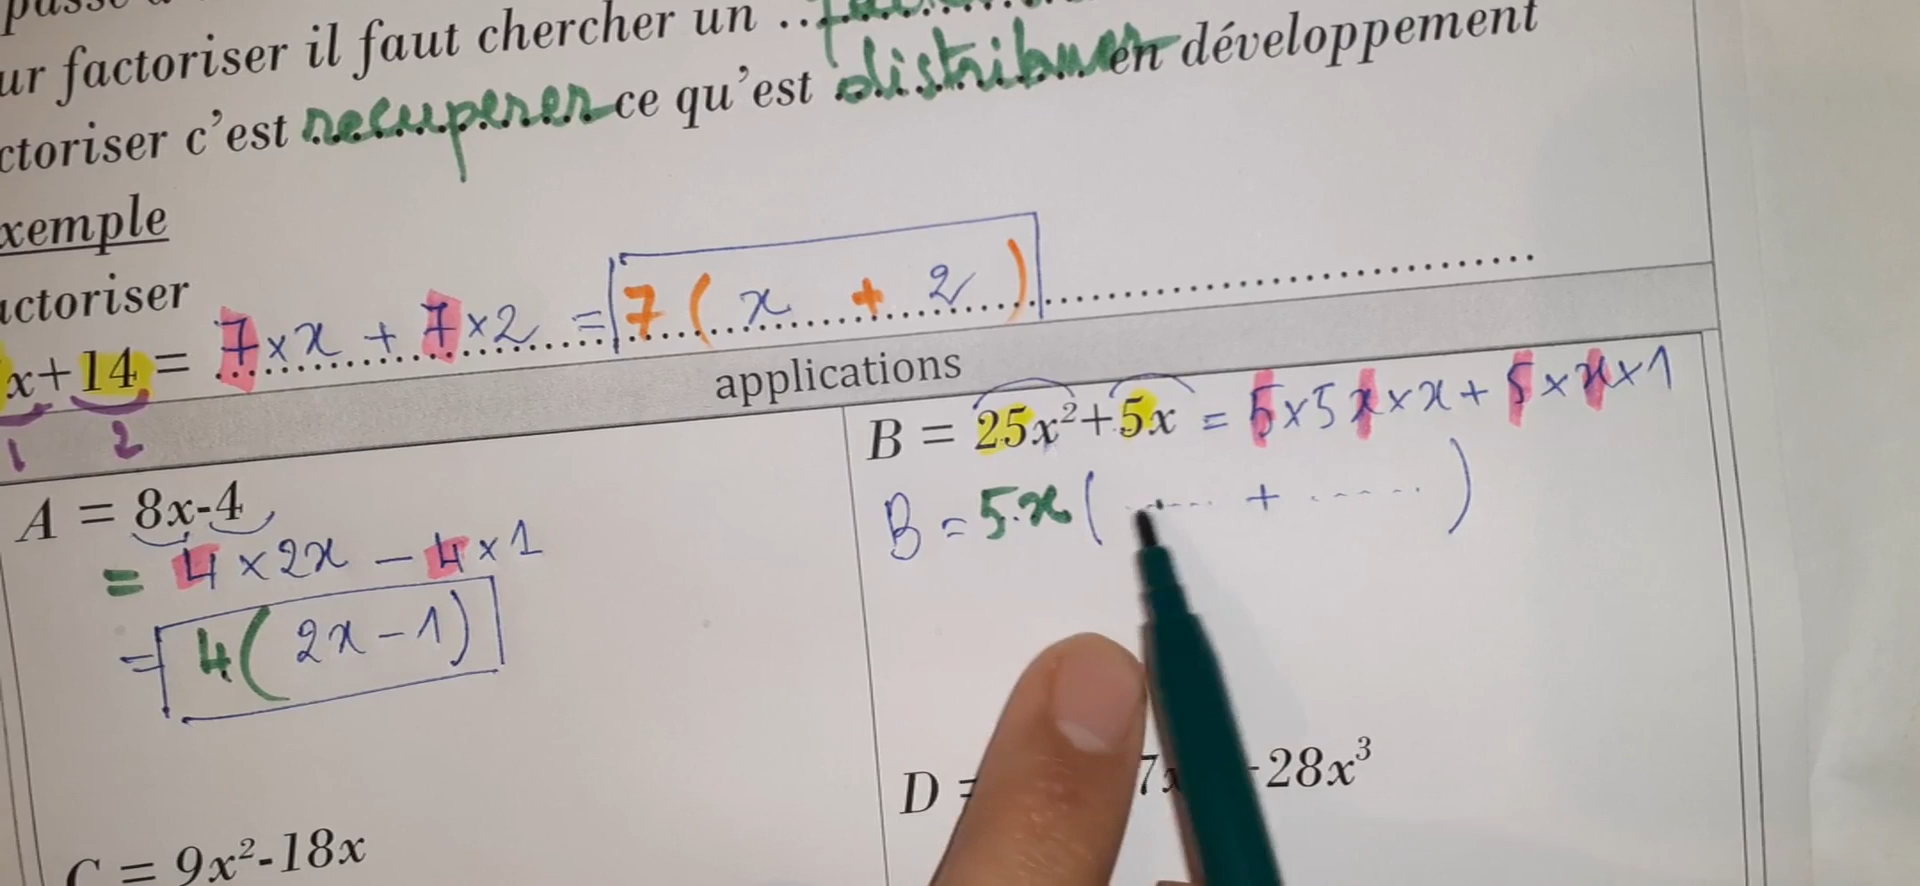 ur factoriser il faut chercher un
ctoriser c'est recuperer ce qu'est distribuer en développement
xemple
actoriser
x+14 = 7×x + 7×2 = 7(x + 2)
1 2
applications
A = 8x-4
= 4×2x - 4×1
= 4(2x-1)
B = 25x²+5x = 5×5x×x + 5×x×1
B = 5.x( ..... + ..... )
C = 9x²-18x
D = 28x³